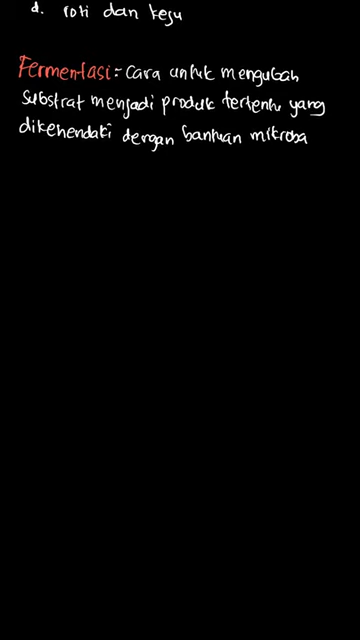 d. roti dan keju
Fermentasi = Cara untuk mengubah
substrat menjadi produk tertentu yang
dikehendaki dengan bantuan mikroba